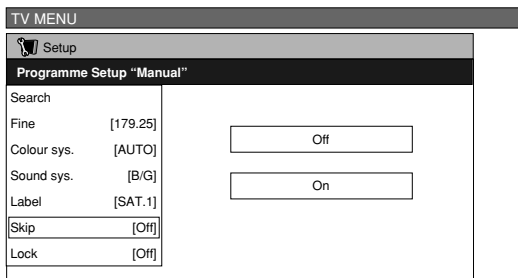 TV MENU
Setup
Programme Setup “Manual”
Search
Fine [179.25]
Colour sys. [AUTO]
Sound sys. [B/G]
Label [SAT.1]
Skip [Off]
Lock [Off]
Off
On